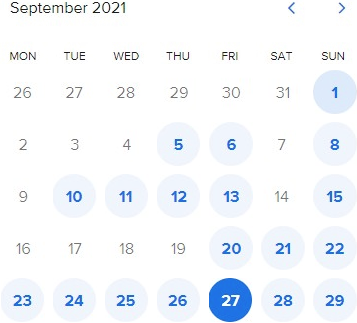 September 2021
MON TUE WED THU FRI SAT SUN
26 27 28 29 30 31 1
2 3 4 5 6 7 8
9 10 11 12 13 14 15
16 17 18 19 20 21 22
23 24 25 26 27 28 29